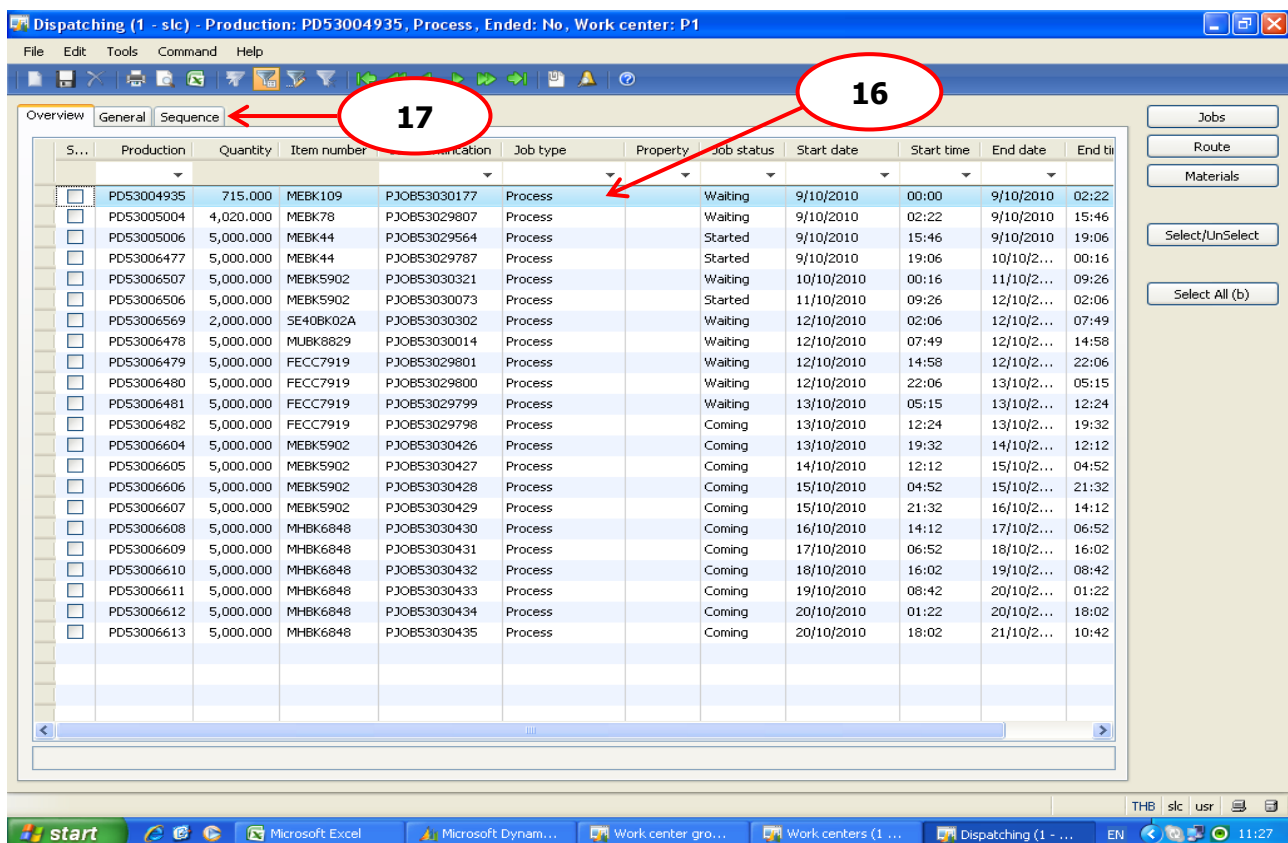 Dispatching (1 - slc) - Production: PD53004935, Process, Ended: No, Work center: P1
File Edit Tools Command Help
16
17
Overview General Sequence
Jobs
Route
Materials
Select/UnSelect
Select All (b)
S... Production Quantity Item number Job type Property Job status Start date Start time End date End ti
PD53004935 715.000 MEBK109 PJOB53030177 Process Waiting 9/10/2010 00:00 9/10/2010 02:22
PD53005004 4,020.000 MEBK78 PJOB53029807 Process Waiting 9/10/2010 02:22 9/10/2010 15:46
PD53005006 5,000.000 MEBK44 PJOB53029564 Process Started 9/10/2010 15:46 9/10/2010 19:06
PD53006477 5,000.000 MEBK44 PJOB53029787 Process Started 9/10/2010 19:06 10/10/2... 00:16
PD53006507 5,000.000 MEBK5902 PJOB53030321 Process Waiting 10/10/2010 00:16 11/10/2... 09:26
PD53006506 5,000.000 MEBK5902 PJOB53030073 Process Started 11/10/2010 09:26 12/10/2... 02:06
PD53006569 2,000.000 SE40BK02A PJOB53030302 Process Waiting 12/10/2010 02:06 12/10/2... 07:49
PD53006478 5,000.000 MUBK8829 PJOB53030014 Process Waiting 12/10/2010 07:49 12/10/2... 14:58
PD53006479 5,000.000 FECC7919 PJOB53029801 Process Waiting 12/10/2010 14:58 12/10/2... 22:06
PD53006480 5,000.000 FECC7919 PJOB53029800 Process Waiting 12/10/2010 22:06 13/10/2... 05:15
PD53006481 5,000.000 FECC7919 PJOB53029799 Process Waiting 13/10/2010 05:15 13/10/2... 12:24
PD53006482 5,000.000 FECC7919 PJOB53029798 Process Coming 13/10/2010 12:24 13/10/2... 19:32
PD53006604 5,000.000 MEBK5902 PJOB53030426 Process Coming 13/10/2010 19:32 14/10/2... 12:12
PD53006605 5,000.000 MEBK5902 PJOB53030427 Process Coming 14/10/2010 12:12 15/10/2... 04:52
PD53006606 5,000.000 MEBK5902 PJOB53030428 Process Coming 15/10/2010 04:52 15/10/2... 21:32
PD53006607 5,000.000 MEBK5902 PJOB53030429 Process Coming 15/10/2010 21:32 16/10/2... 14:12
PD53006608 5,000.000 MHBK6848 PJOB53030430 Process Coming 16/10/2010 14:12 17/10/2... 06:52
PD53006609 5,000.000 MHBK6848 PJOB53030431 Process Coming 17/10/2010 06:52 18/10/2... 16:02
PD53006610 5,000.000 MHBK6848 PJOB53030432 Process Coming 18/10/2010 16:02 19/10/2... 08:42
PD53006611 5,000.000 MHBK6848 PJOB53030433 Process Coming 19/10/2010 08:42 20/10/2... 01:22
PD53006612 5,000.000 MHBK6848 PJOB53030434 Process Coming 20/10/2010 01:22 20/10/2... 18:02
PD53006613 5,000.000 MHBK6848 PJOB53030435 Process Coming 20/10/2010 18:02 21/10/2... 10:42
THB slc usr
start Microsoft Excel Microsoft Dynam... Work center gro... Work centers (1 ... Dispatching (1 - ... EN 11:27